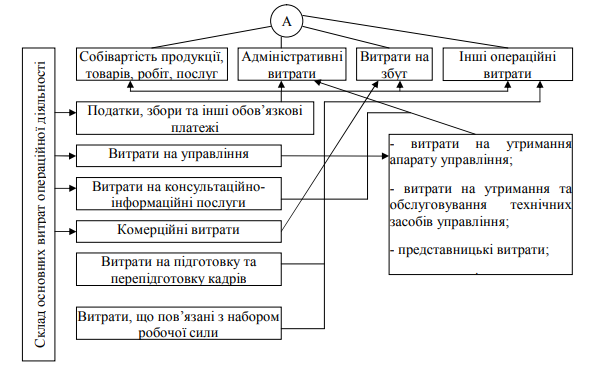 А
Собівартість продукції,
товарів, робіт, послуг
Адміністративні
витрати
Витрати на
збут
Інші операційні
витрати
Склад основних витрат операційної діяльності
Податки, збори та інші обов’язкові
платежі
Витрати на управління
Витрати на консультаційно-
інформаційні послуги
Комерційні витрати
Витрати на підготовку та
перепідготовку кадрів
Витрати, що пов’язані з набором
робочої сили
- витрати на утримання
апарату управління;
- витрати на утримання та
обслуговування технічних
засобів управління;
- представницькі витрати;